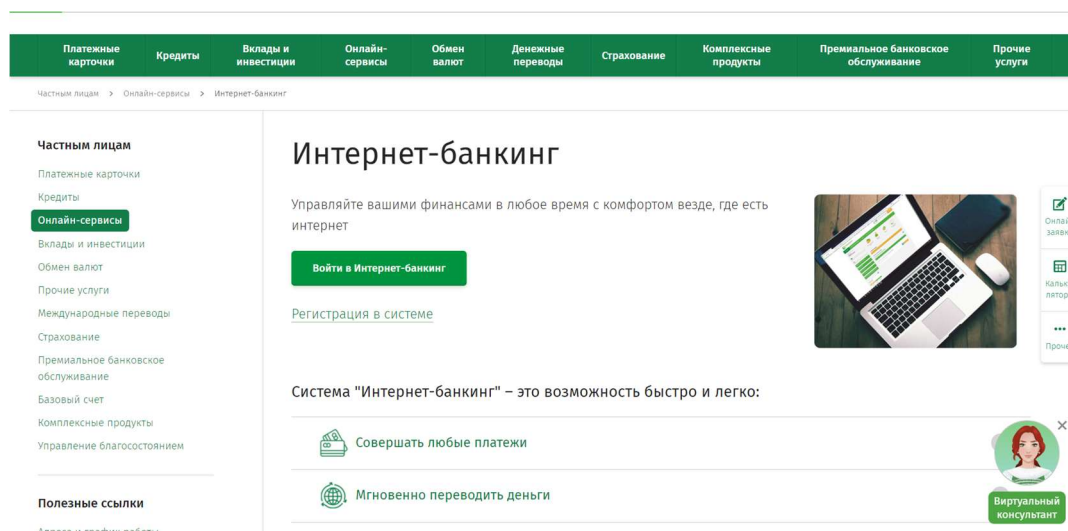 Платежные карточки
Кредиты
Вклады и инвестиции
Онлайн-сервисы
Обмен валют
Денежные переводы
Страхование
Комплексные продукты
Премиальное банковское обслуживание
Прочие услуги
Частным лицам > Онлайн-сервисы > Интернет-банкинг
Частным лицам
Платежные карточки
Кредиты
Онлайн-сервисы
Вклады и инвестиции
Обмен валют
Прочие услуги
Международные переводы
Страхование
Премиальное банковское
обслуживание
Базовый счет
Комплексные продукты
Управление благосостоянием
Полезные ссылки
Интернет-банкинг
Управляйте вашими финансами в любое время с комфортом везде, где есть
интернет
Войти в Интернет-банкинг
Регистрация в системе
Система "Интернет-банкинг" – это возможность быстро и легко:
Совершать любые платежи
Мгновенно переводить деньги
Виртуальный
консультант